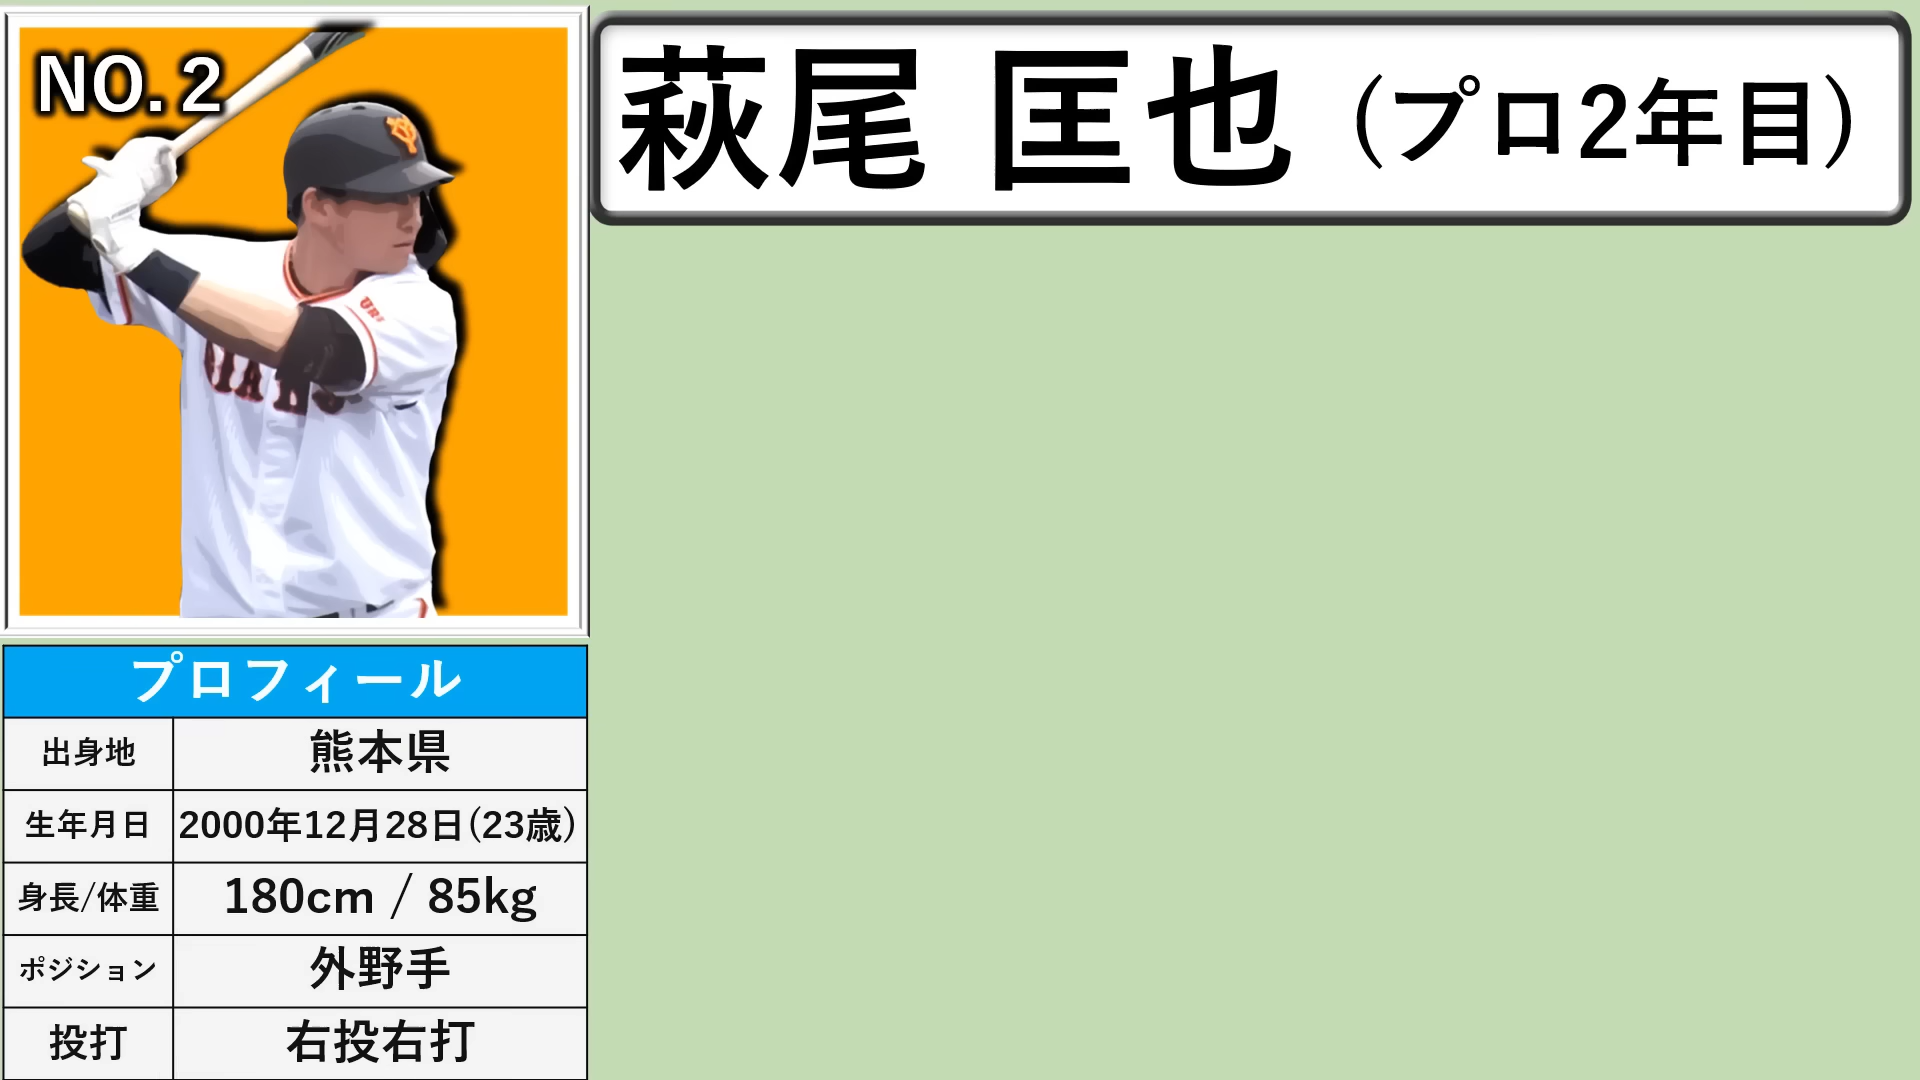 NO.2
萩尾 匡也 (プロ2年目)
プロフィール
出身地 熊本県
生年月日 2000年12月28日(23歳)
身長/体重 180cm / 85kg
ポジション 外野手
投打 右投右打